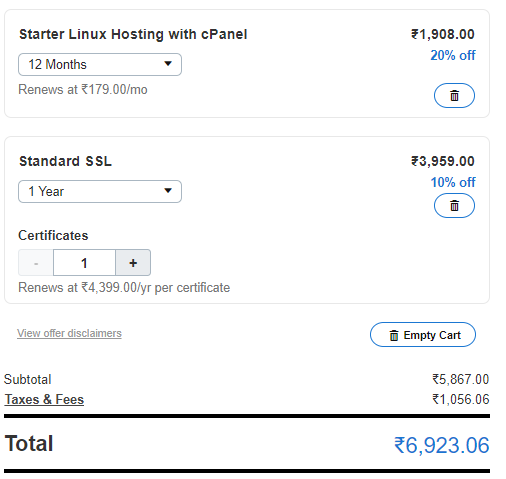 Starter Linux Hosting with cPanel ₹1,908.00
20% off
12 Months
Renews at ₹179.00/mo
Standard SSL ₹3,959.00
10% off
1 Year
Certificates
- 1 +
Renews at ₹4,399.00/yr per certificate
View offer disclaimers Empty Cart
Subtotal ₹5,867.00
Taxes & Fees ₹1,056.06
Total ₹6,923.06